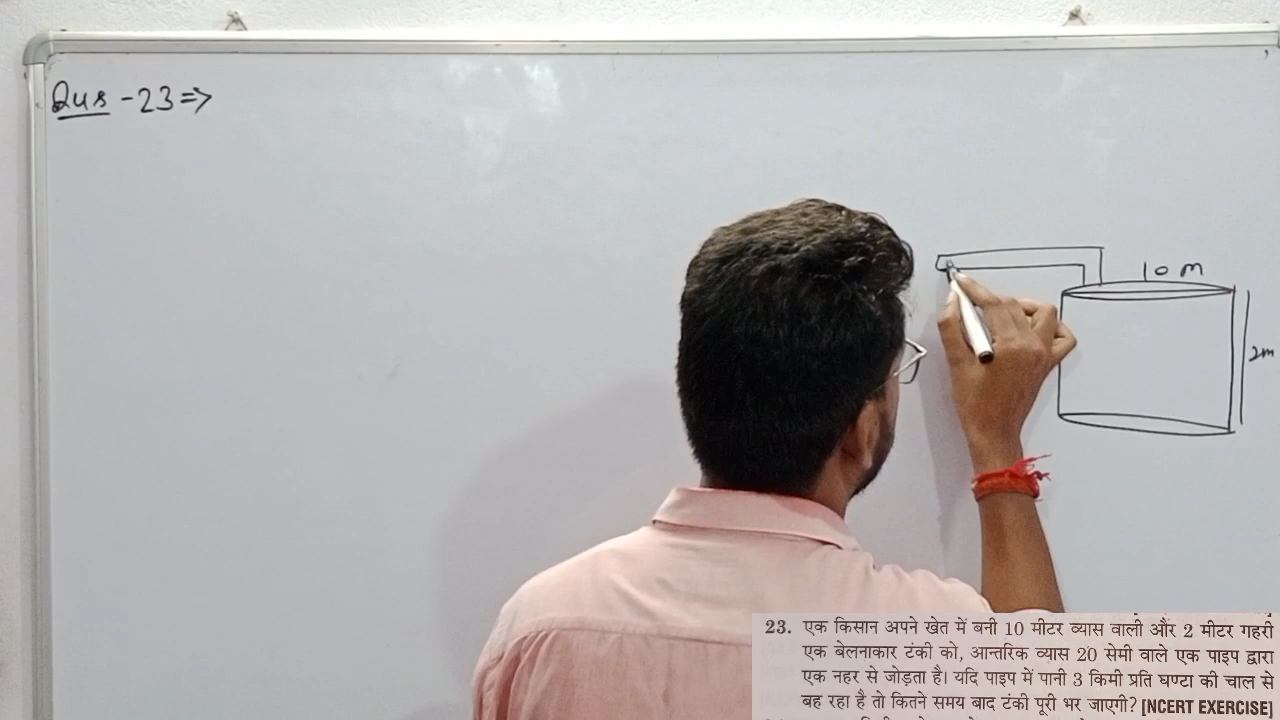 Qus -23 =>
10 m
2m
23. एक किसान अपने खेत में बनी 10 मीटर व्यास वाली और 2 मीटर गहरी
एक बेलनाकार टंकी को, आन्तरिक व्यास 20 सेमी वाले एक पाइप द्वारा
एक नहर से जोड़ता है। यदि पाइप में पानी 3 किमी प्रति घण्टा की चाल से
बह रहा है तो कितने समय बाद टंकी पूरी भर जाएगी? [NCERT EXERCISE]